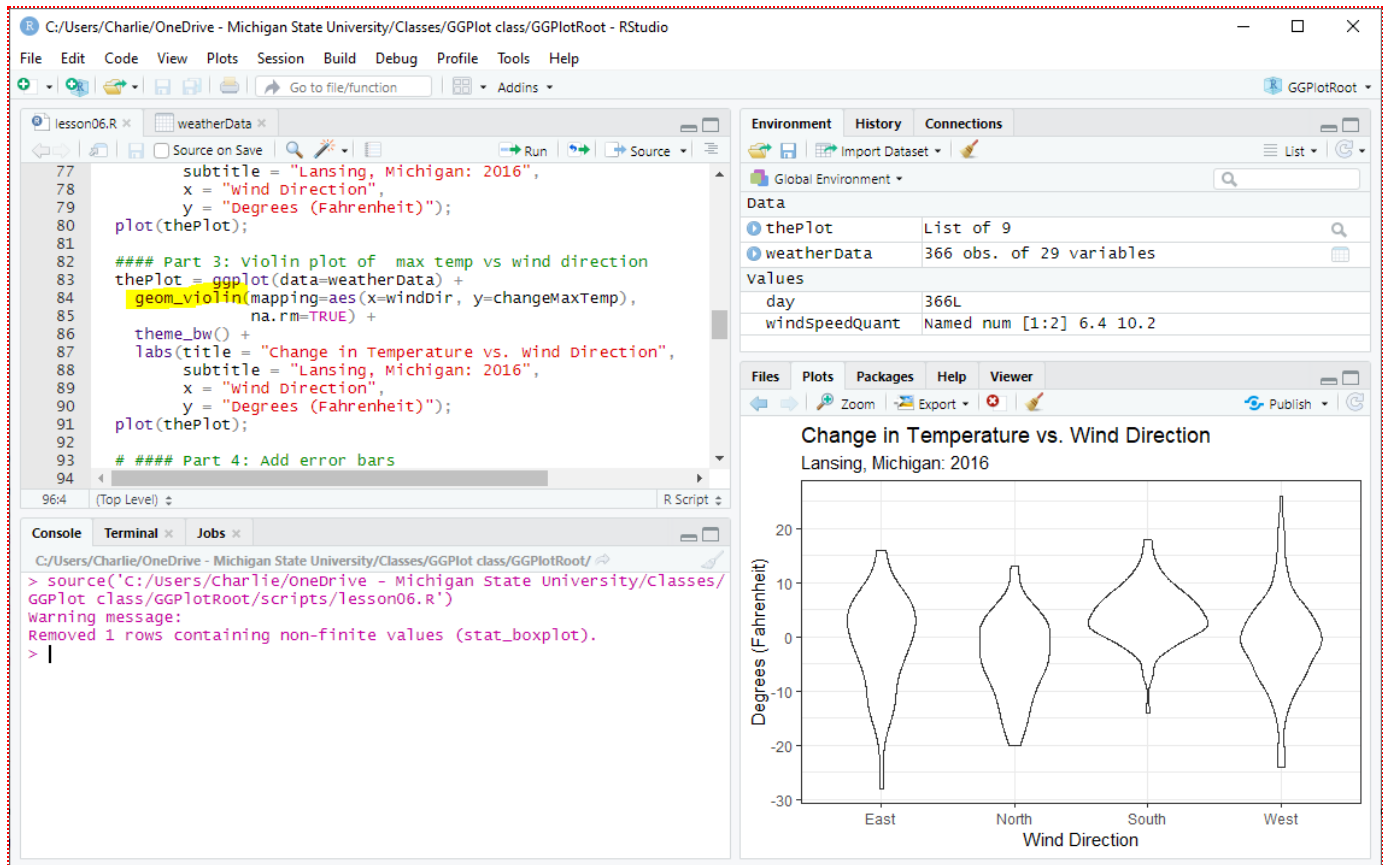 C:/Users/Charlie/OneDrive - Michigan State University/Classes/GGPlot class/GGPlotRoot - RStudio
File Edit Code View Plots Session Build Debug Profile Tools Help
Go to file/function Addins GGPlotRoot
lesson06.R weatherData
Source on Save Run Source
77 subtitle = "Lansing, Michigan: 2016",
78 x = "Wind Direction",
79 y = "Degrees (Fahrenheit)");
80 plot(thePlot);
81
82 #### Part 3: Violin plot of  max temp vs wind direction
83 thePlot = ggplot(data=weatherData) +
84 geom_violin(mapping=aes(x=windDir, y=changeMaxTemp),
85 na.rm=TRUE) +
86 theme_bw() +
87 labs(title = "Change in Temperature vs. Wind Direction",
88 subtitle = "Lansing, Michigan: 2016",
89 x = "Wind Direction",
90 y = "Degrees (Fahrenheit)");
91 plot(thePlot);
92
93 # #### Part 4: Add error bars
94
96:4 (Top Level) R Script
Console Terminal Jobs
C:/Users/Charlie/OneDrive - Michigan State University/Classes/GGPlot class/GGPlotRoot/
> source('C:/Users/Charlie/OneDrive - Michigan State University/Classes/
GGPlot class/GGPlotRoot/scripts/lesson06.R')
Warning message:
Removed 1 rows containing non-finite values (stat_boxplot).
>
Environment History Connections
Import Dataset List
Global Environment
Data
thePlot List of 9
weatherData 366 obs. of 29 variables
Values
day 366L
windSpeedQuant Named num [1:2] 6.4 10.2
Files Plots Packages Help Viewer
Zoom Export Publish
Change in Temperature vs. Wind Direction
Lansing, Michigan: 2016
Degrees (Fahrenheit)
20
10
0
-10
-20
-30
East North South West
Wind Direction